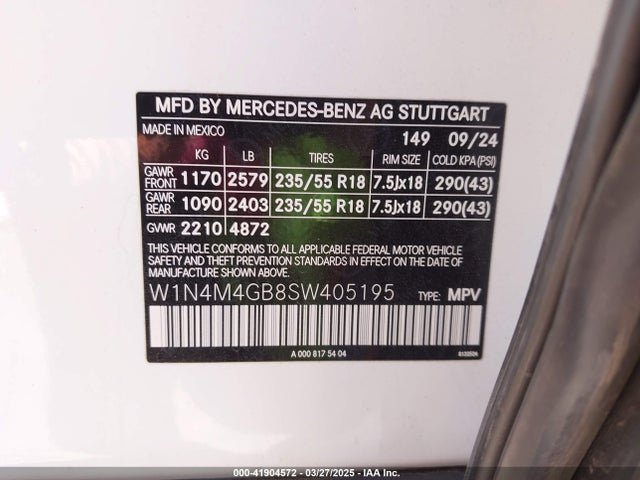 MFD BY MERCEDES-BENZ AG STUTTGART
MADE IN MEXICO 149 09/24
KG LB TIRES RIM SIZE COLD KPA(PSI)
GAWR FRONT 1170 2579 235/55 R18 7.5Jx18 290(43)
GAWR REAR 1090 2403 235/55 R18 7.5Jx18 290(43)
GVWR 2210 4872
THIS VEHICLE CONFORMS TO ALL APPLICABLE FEDERAL MOTOR VEHICLE
SAFETY AND THEFT PREVENTION STANDARDS IN EFFECT ON THE DATE OF
MANUFACTURE SHOWN ABOVE.
W1N4M4GB8SW405195 TYPE: MPV
A 000 817 54 04
000-41904572 - 03/27/2025 - IAA Inc.